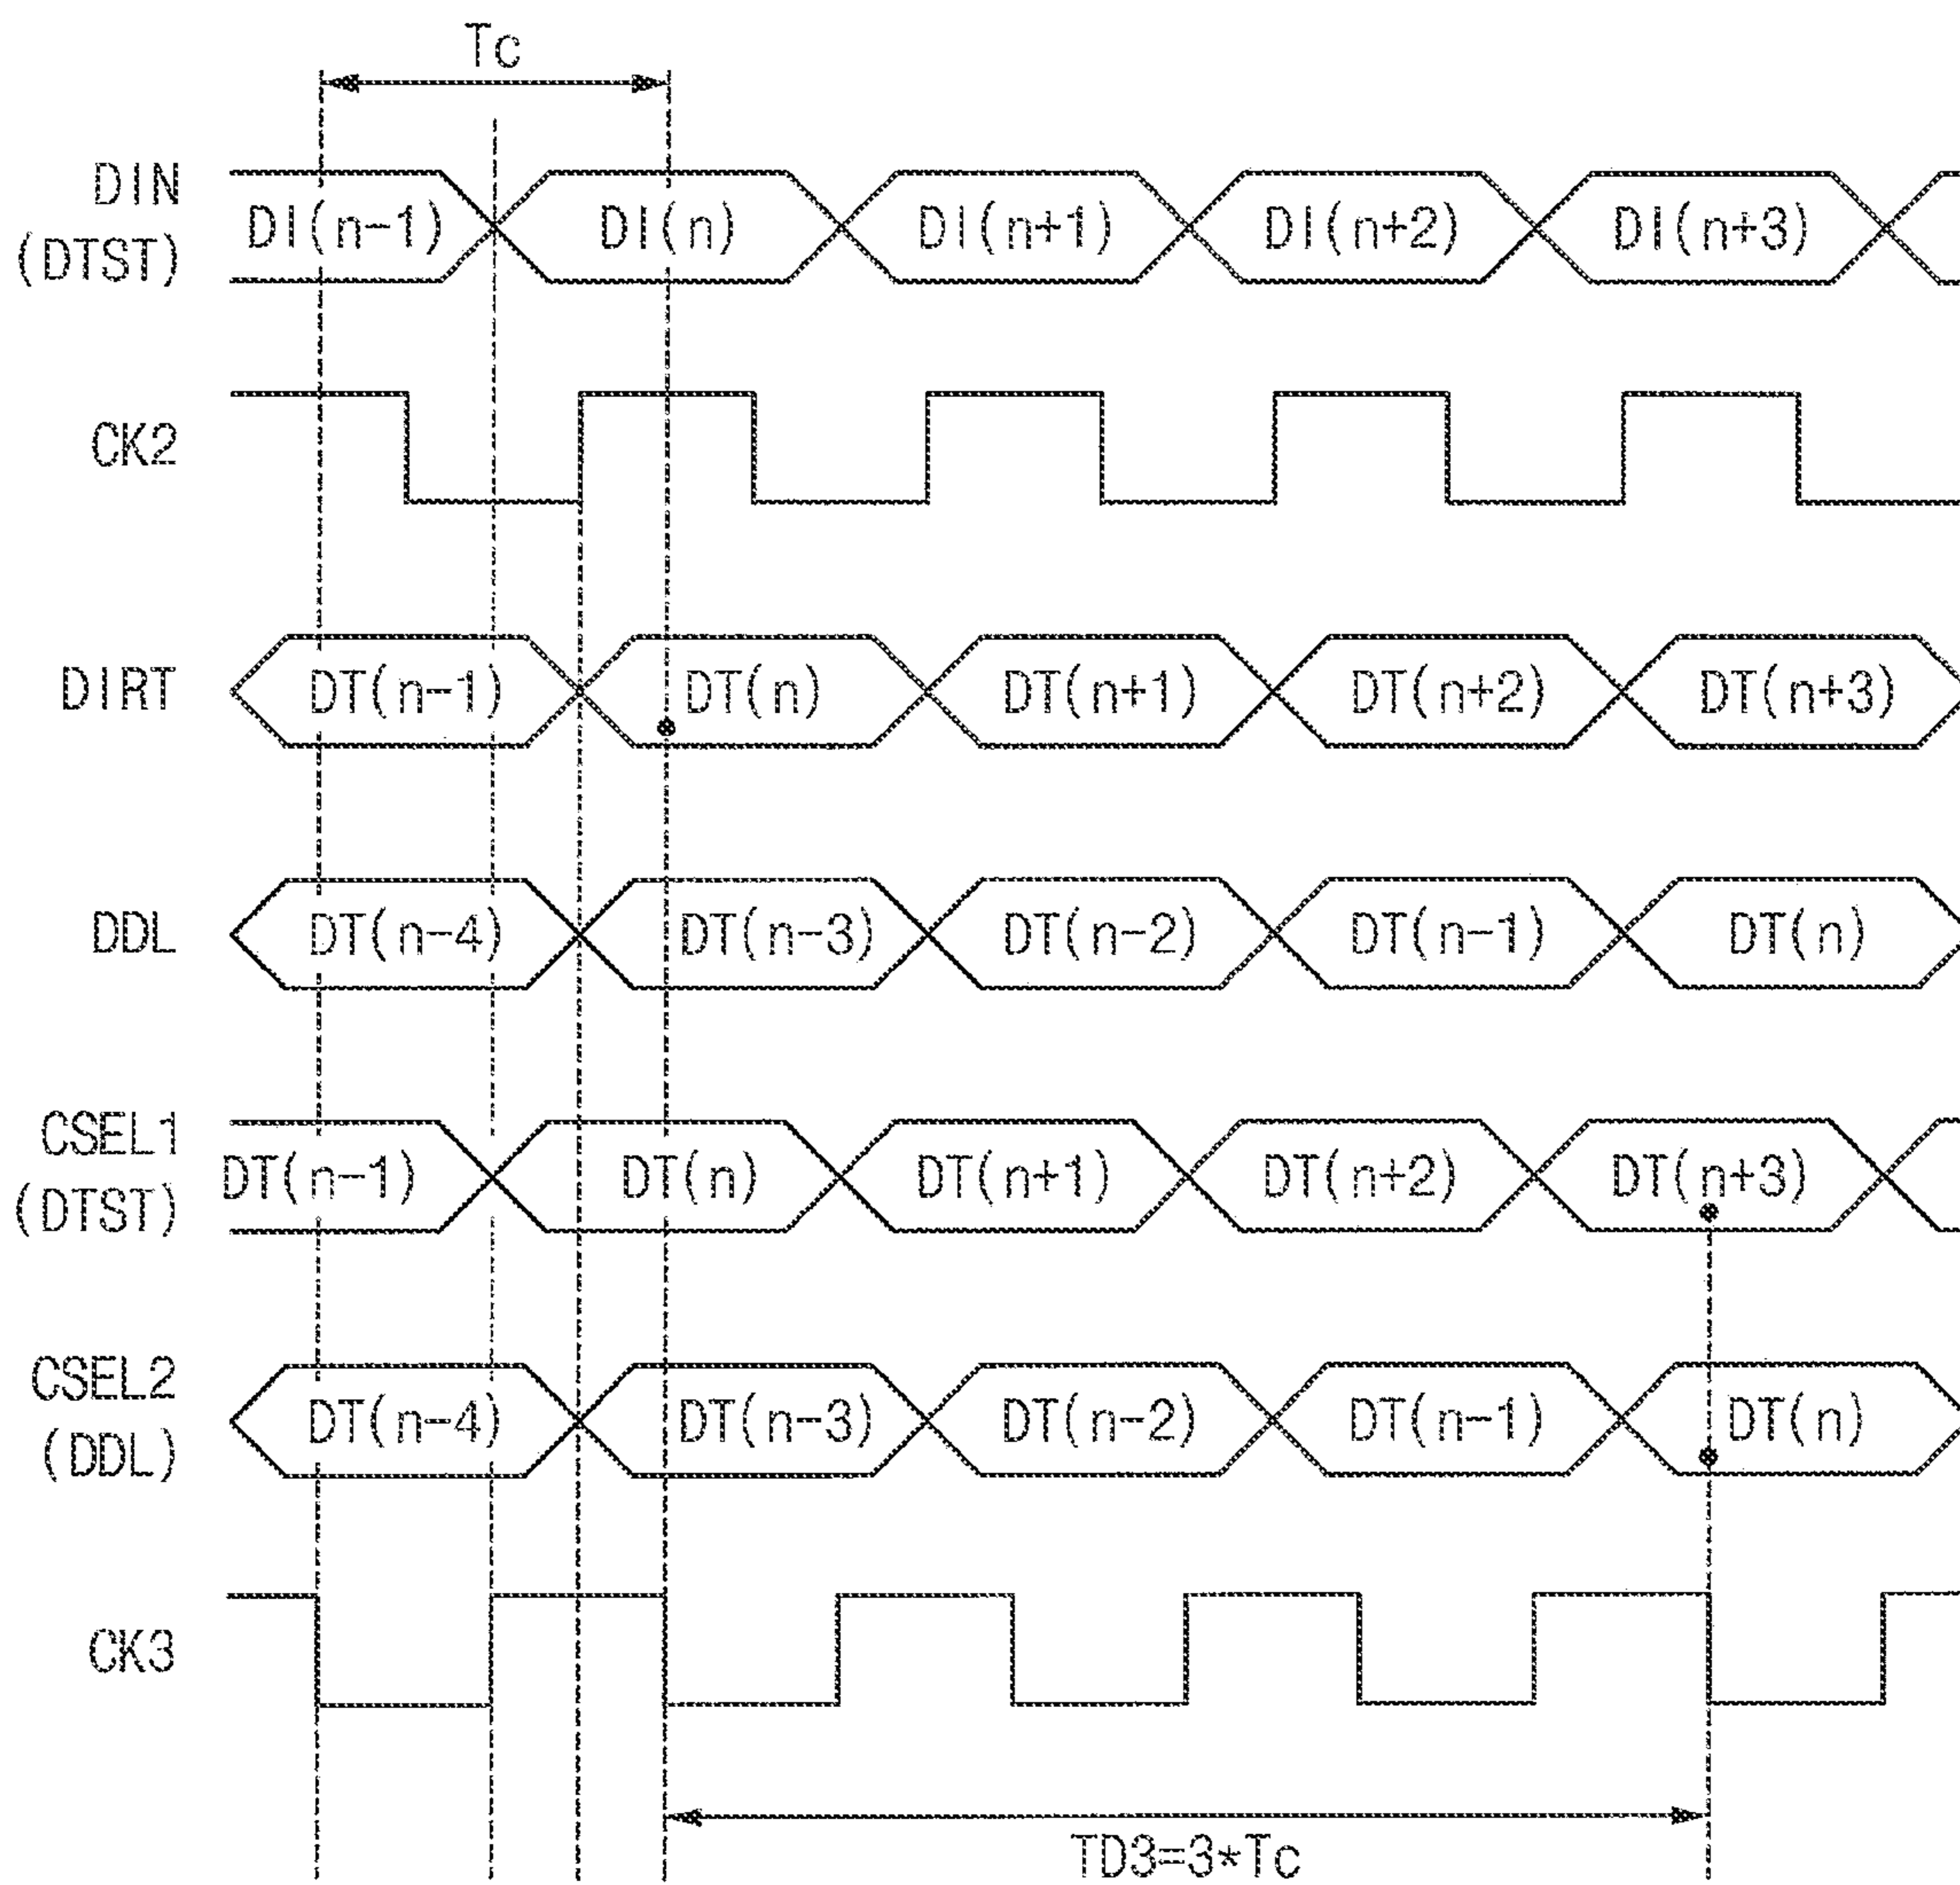 Tc
DIN
(DTST)
DI(n-1) DI(n) DI(n+1) DI(n+2) DI(n+3)
CK2
DIRT
DT(n-1) DT(n) DT(n+1) DT(n+2) DT(n+3)
DDL
DT(n-4) DT(n-3) DT(n-2) DT(n-1) DT(n)
CSEL1
(DTST)
DT(n-1) DT(n) DT(n+1) DT(n+2) DT(n+3)
CSEL2
(DDL)
DT(n-4) DT(n-3) DT(n-2) DT(n-1) DT(n)
CK3
TD3=3*Tc